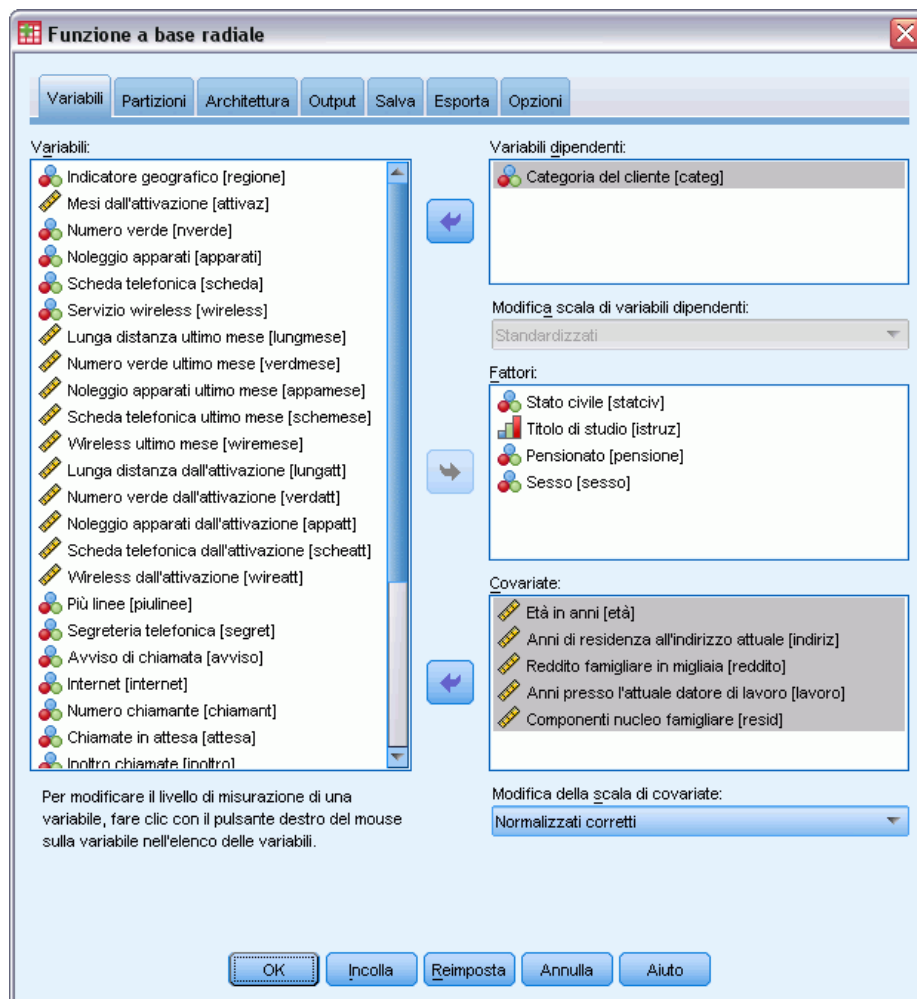 Funzione a base radiale
Variabili
Partizioni
Architettura
Output
Salva
Esporta
Opzioni
Variabili:
Indicatore geografico [regione]
Mesi dall'attivazione [attivaz]
Numero verde [nverde]
Noleggio apparati [apparati]
Scheda telefonica [scheda]
Servizio wireless [wireless]
Lunga distanza ultimo mese [lungmese]
Numero verde ultimo mese [verdmese]
Noleggio apparati ultimo mese [appamese]
Scheda telefonica ultimo mese [schemese]
Wireless ultimo mese [wiremese]
Lunga distanza dall'attivazione [lungatt]
Numero verde dall'attivazione [verdatt]
Noleggio apparati dall'attivazione [appatt]
Scheda telefonica dall'attivazione [scheatt]
Wireless dall'attivazione [wireatt]
Più linee [piulinee]
Segreteria telefonica [segret]
Avviso di chiamata [avviso]
Internet [internet]
Numero chiamante [chiamant]
Chiamate in attesa [attesa]
Inoltro chiamate [inoltro]
Per modificare il livello di misurazione di una
variabile, fare clic con il pulsante destro del mouse
sulla variabile nell'elenco delle variabili.
Variabili dipendenti:
Categoria del cliente [categ]
Modifica scala di variabili dipendenti:
Standardizzati
Fattori:
Stato civile [statciv]
Titolo di studio [istruz]
Pensionato [pensione]
Sesso [sesso]
Covariate:
Età in anni [età]
Anni di residenza all'indirizzo attuale [indiriz]
Reddito famigliare in migliaia [reddito]
Anni presso l'attuale datore di lavoro [lavoro]
Componenti nucleo famigliare [resid]
Modifica della scala di covariate:
Normalizzati corretti
OK
Incolla
Reimposta
Annulla
Aiuto